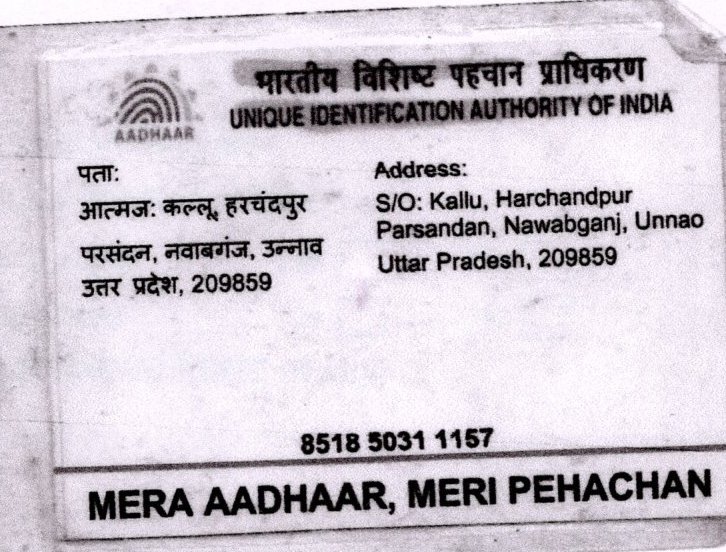 भारतीय विशिष्ट पहचान प्राधिकरण
UNIQUE IDENTIFICATION AUTHORITY OF INDIA
AADHAAR
पताः
आत्मजः कल्लू, हरचंदपुर
परसंदन, नवाबगंज, उन्नाव
उत्तर प्रदेश, 209859
Address:
S/O: Kallu, Harchandpur
Parsandan, Nawabganj, Unnao
Uttar Pradesh, 209859
8518 5031 1157
MERA AADHAAR, MERI PEHACHAN